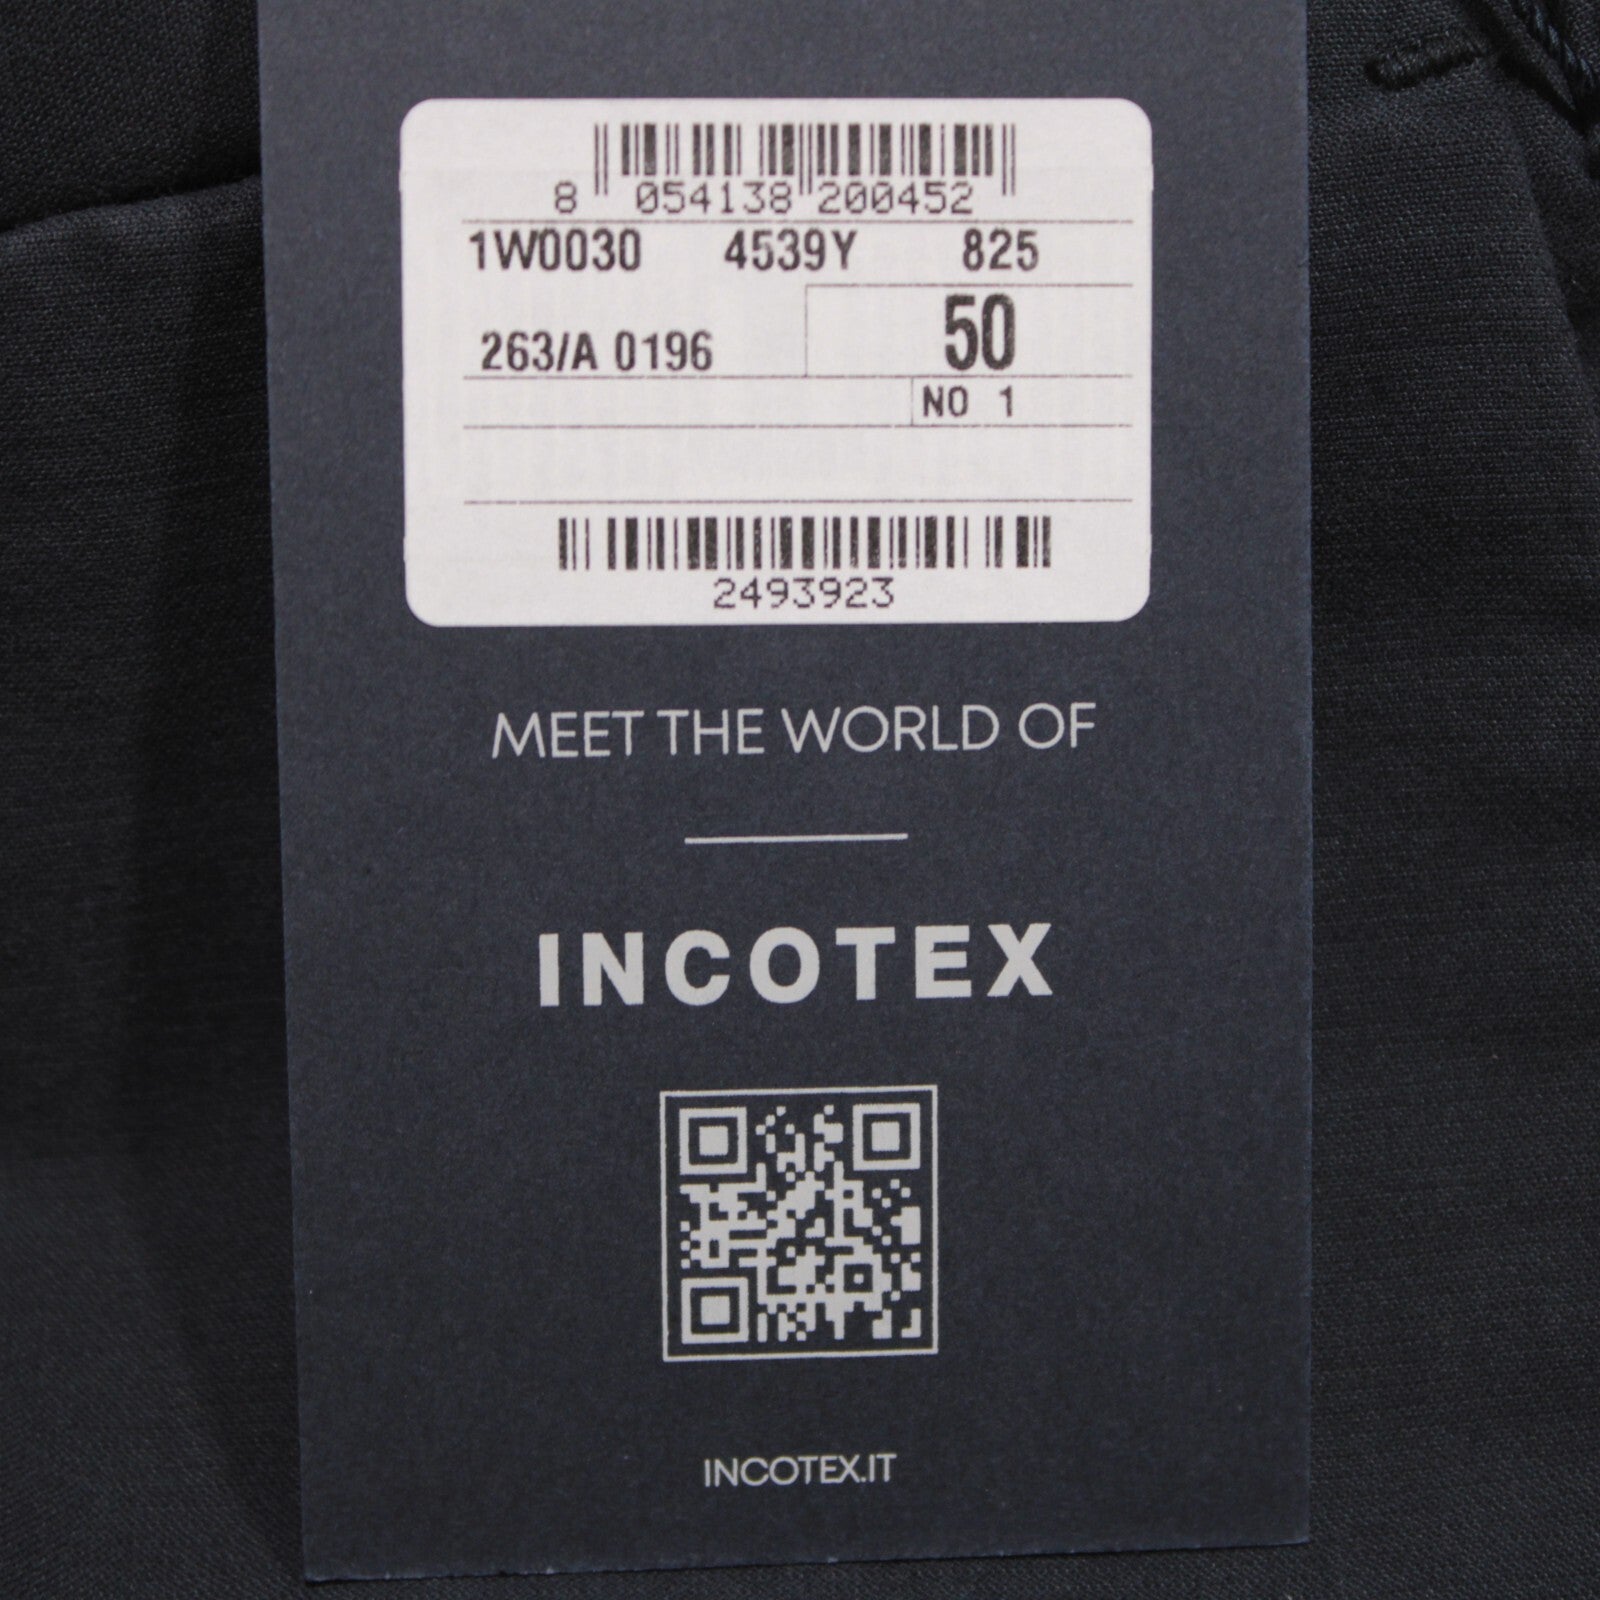 8 054138 200452
1W0030 4539Y 825
263/A 0196 50
NO 1
2493923
MEET THE WORLD OF
INCOTEX
INCOTEX.IT